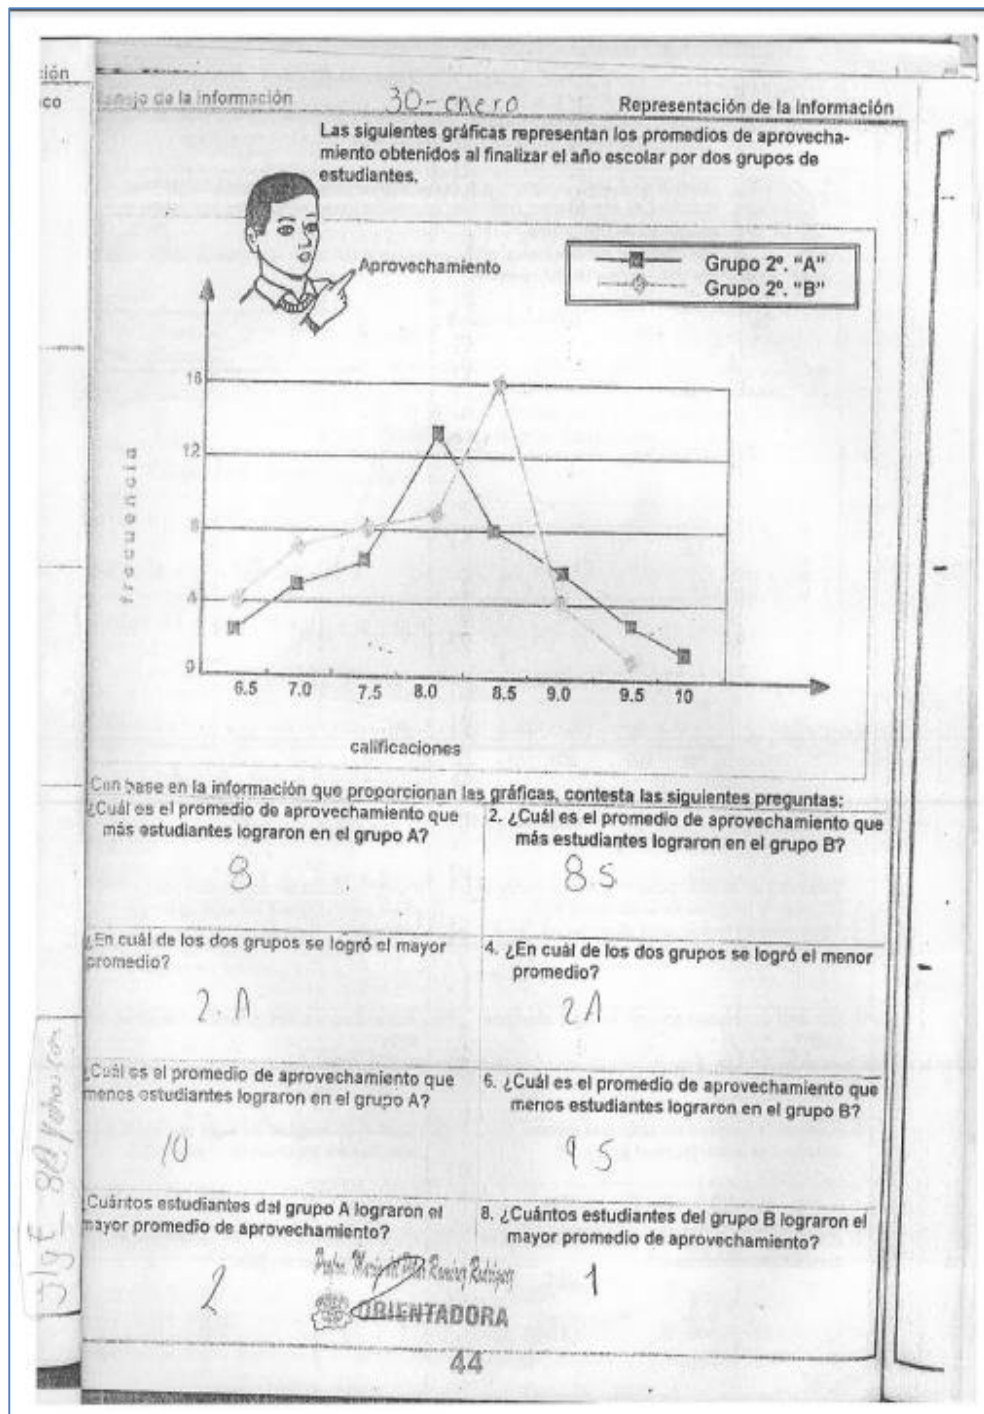 ción
co
Manejo de la información
30-enero
Representación de la Información
Las siguientes gráficas representan los promedios de aprovecha-
miento obtenidos al finalizar el año escolar por dos grupos de
estudiantes.
Aprovechamiento
Grupo 2º. "A"
Grupo 2º. "B"
frecuencia
16
12
8
4
0
6.5 7.0 7.5 8.0 8.5 9.0 9.5 10
calificaciones
Con base en la información que proporcionan las gráficas, contesta las siguientes preguntas:
¿Cuál es el promedio de aprovechamiento que
más estudiantes lograron en el grupo A?
8
2. ¿Cuál es el promedio de aprovechamiento que
más estudiantes lograron en el grupo B?
8 5
¿En cuál de los dos grupos se logró el mayor
promedio?
2. A
4. ¿En cuál de los dos grupos se logró el menor
promedio?
2 A
¿Cuál es el promedio de aprovechamiento que
menos estudiantes lograron en el grupo A?
10
6. ¿Cuál es el promedio de aprovechamiento que
menos estudiantes lograron en el grupo B?
9 5
¿Cuántos estudiantes del grupo A lograron el
mayor promedio de aprovechamiento?
2
8. ¿Cuántos estudiantes del grupo B lograron el
mayor promedio de aprovechamiento?
1
Ramírez Rodríguez
ORIENTADORA
44